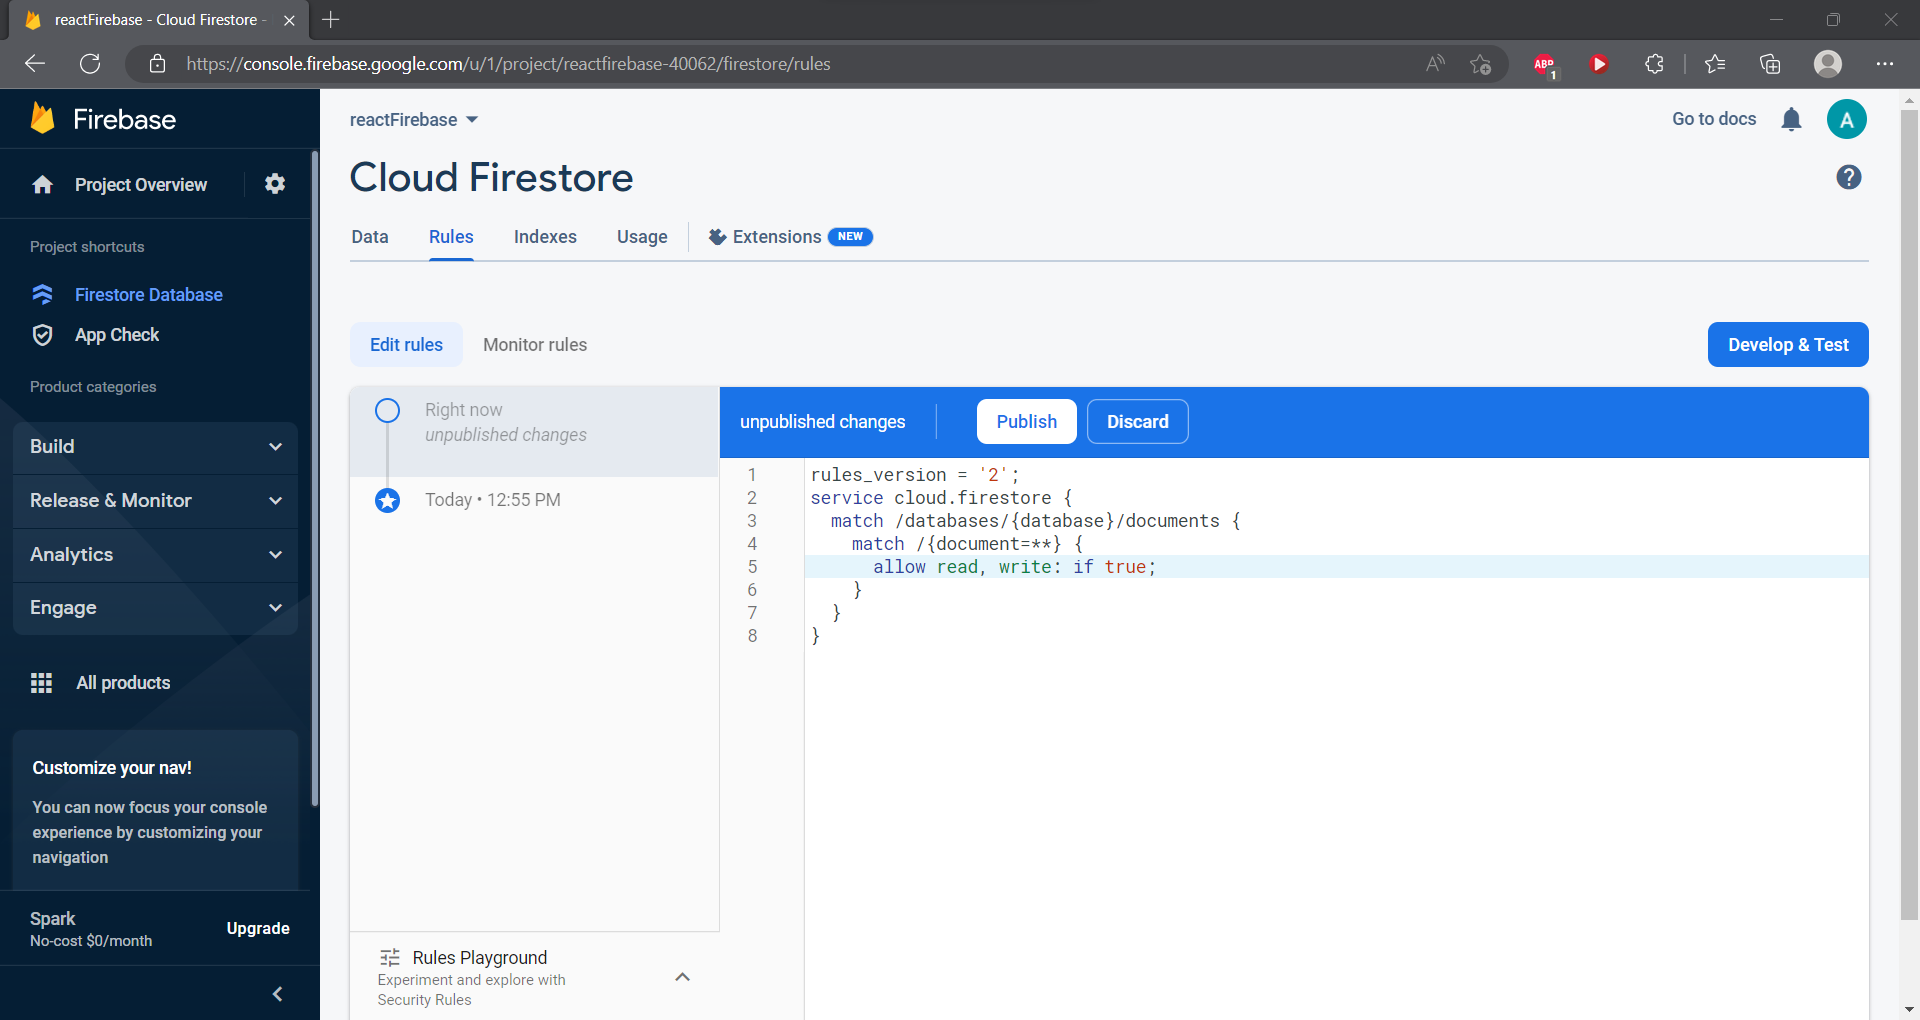 reactFirebase - Cloud Firestore -
https://console.firebase.google.com/u/1/project/reactfirebase-40062/firestore/rules
A
ABP
1
Firebase
reactFirebase
Go to docs
A
Project Overview
Cloud Firestore
?
Project shortcuts
Data Rules Indexes Usage Extensions NEW
Firestore Database
App Check
Product categories
Edit rules Monitor rules Develop & Test
Build
Release & Monitor
Analytics
Engage
All products
Customize your nav!
You can now focus your console
experience by customizing your
navigation
Spark
No-cost $0/month
Upgrade
Right now
unpublished changes
Today • 12:55 PM
unpublished changes Publish Discard
1 rules_version = '2';
2 service cloud.firestore {
3 match /databases/{database}/documents {
4 match /{document=**} {
5 allow read, write: if true;
6 }
7 }
8 }
Rules Playground
Experiment and explore with
Security Rules